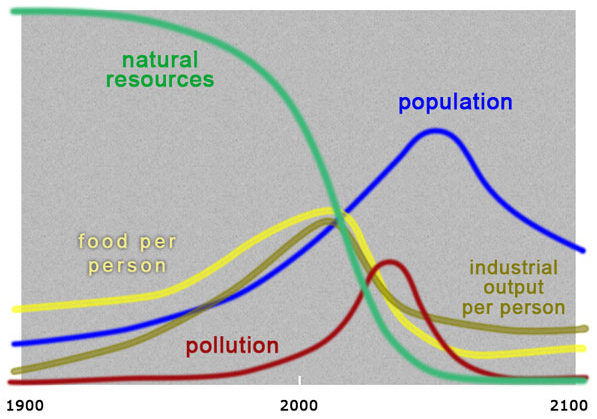 natural
resources
population
food per
person
industrial
output
per person
pollution
1900
2000
2100